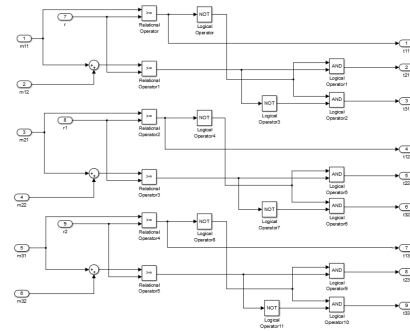 7
r
>=
Relational
Operator
NOT
Logical
Operator
1
m11
1
t11
>=
Relational
Operator1
AND
Logical
Operator1
2
t21
2
m12
NOT
Logical
Operator3
AND
Logical
Operator2
3
t31
8
r1
>=
Relational
Operator2
NOT
Logical
Operator4
3
m21
4
t12
>=
Relational
Operator3
AND
Logical
Operator5
5
t22
4
m22
NOT
Logical
Operator7
AND
Logical
Operator6
6
t32
9
r2
>=
Relational
Operator4
NOT
Logical
Operator8
5
m31
7
t13
>=
Relational
Operator5
AND
Logical
Operator9
8
t23
6
m32
NOT
Logical
Operator11
AND
Logical
Operator10
9
t33